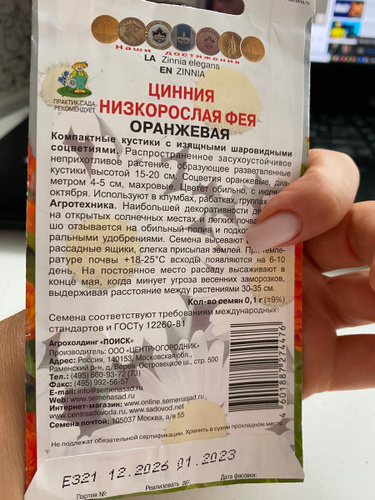 Наши достижения
LA Zinnia elegans
EN ZINNIA
ПРАКТИК.САДА
РЕКОМЕНДУЕТ
ЦИННИЯ
НИЗКОРОСЛАЯ ФЕЯ
ОРАНЖЕВАЯ
Компактные кустики с изящными шаровидными
соцветиями. Распространенное засухоустойчивое
неприхотливое растение, образующее разветвленные
кустики высотой 15-20 см. Соцветия оранжевые, диа-
метром 4-5 см, махровые. Цветет обильно, с июля
октября. Используют в клумбах, рабатках, группах
Агротехника. Наибольшей декоративности
на открытых солнечных местах и легких почвах
шо отзывается на обильный полив и подкор
ральными удобрениями. Семена высевают в
рассадные ящики, слегка присыпая землей. При темпе-
ратуре почвы +18-25°С всходы появляются на 6-10
день. На постоянное место рассаду высаживают в
конце мая, когда минует угроза весенних заморозков,
выдерживая расстояние между растениями 30-35 см.
Кол-во семян 0,1 г (±9%)
Семена соответствуют требованиям международных
стандартов и ГОСТу 12260-81
Агрохолдинг «ПОИСК»
Производитель: ООО «ЦЕНТР-ОГОРОДНИК»
Адрес: Россия, 140153, Московская обл.,
Раменский р-н, д. Верея, Островецкое ш., стр. 500
Тел.: (495) 660-93-72 (73)
Факс: (495) 992-56-57
E-mail: info@semenasad.ru
www.semenasad.ru
Интернет-магазин: www.online.semenasad.ru
www.centrsadovoda.ru, www.sadovod.net
Семена почтой: 105037 Москва, а/я 55
4 601887 274476
Не подлежат обязательной сертификации. Хранить в сухом прохладном месте.
E321 12.2026 01.2023
Партия №: Реализовать до: Дата фасовки: